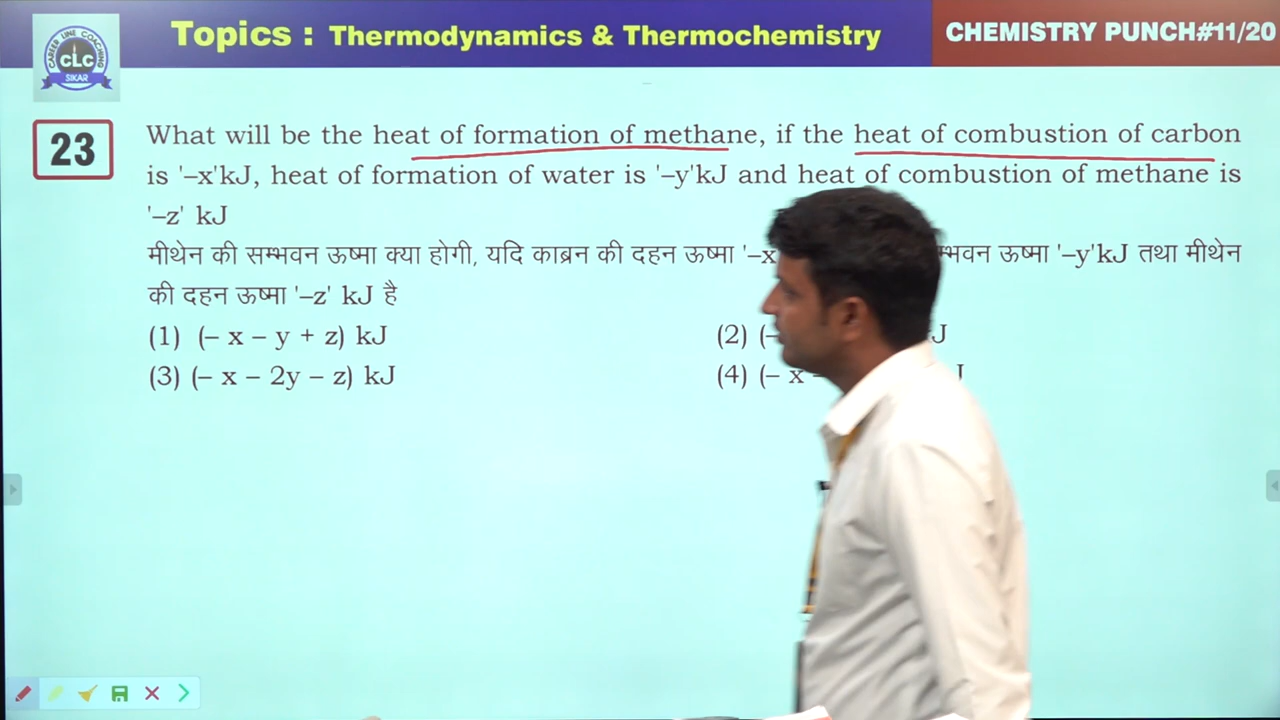 Topics : Thermodynamics & Thermochemistry
CHEMISTRY PUNCH#11/20
CAREER LINE COACHING
CLC
SIKAR
23
What will be the heat of formation of methane, if the heat of combustion of carbon
is '–x'kJ, heat of formation of water is '–y'kJ and heat of combustion of methane is
'–z' kJ
मीथेन की सम्भवन ऊष्मा क्या होगी, यदि काब्रन की दहन ऊष्मा '–x ऊष्मा '–y'kJ तथा मीथेन
की दहन ऊष्मा '–z' kJ है
(1) (– x – y + z) kJ
(2) (– J
(3) (– x – 2y – z) kJ
(4) (– x –